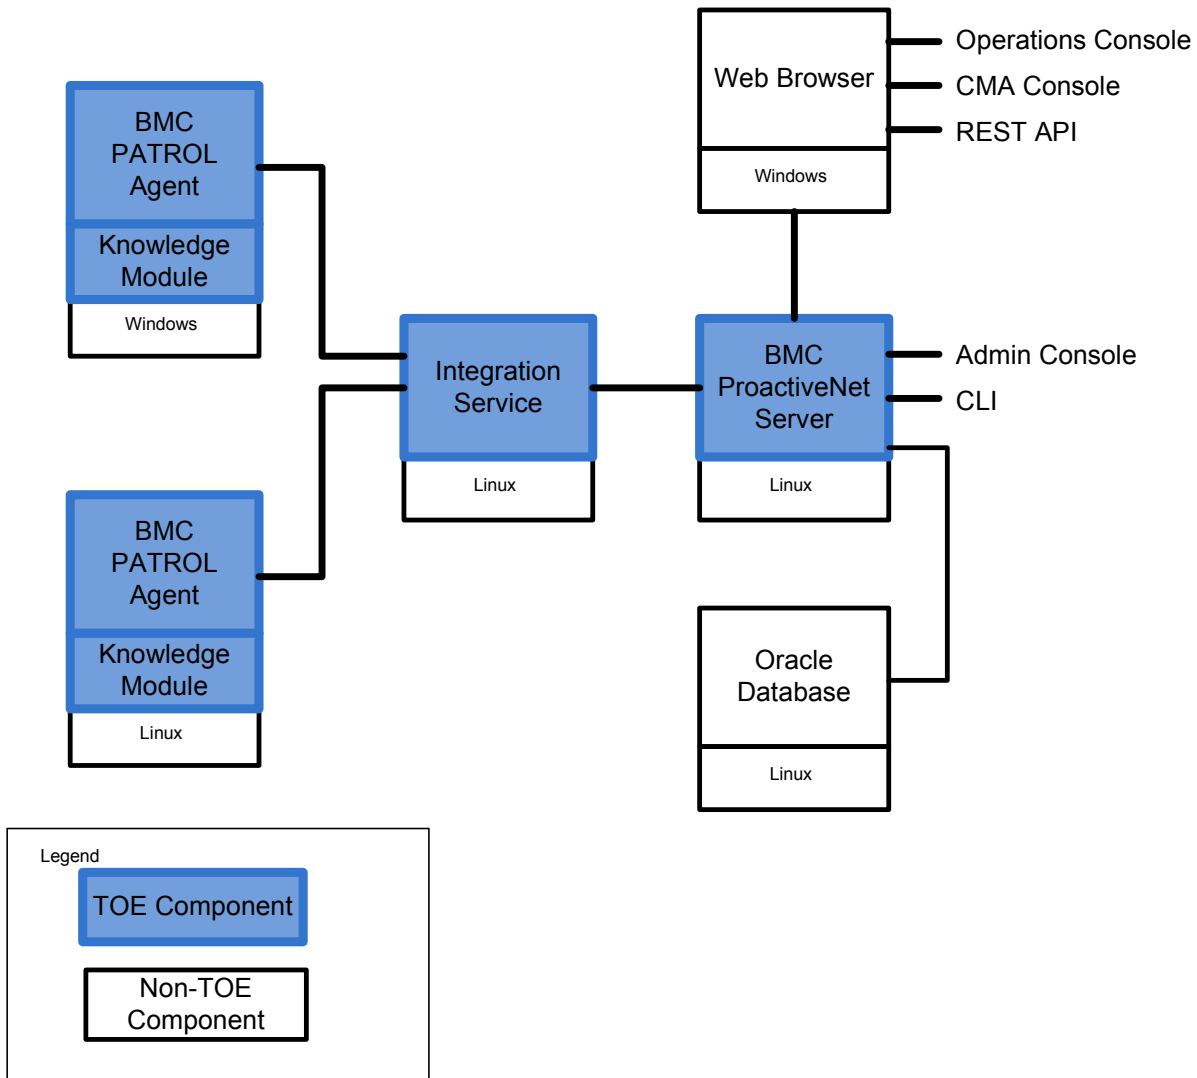 Web Browser
Windows
Operations Console
CMA Console
REST API
BMC
PATROL
Agent
Knowledge
Module
Windows
Integration
Service
Linux
BMC
ProactiveNet
Server
Linux
Admin Console
CLI
BMC
PATROL
Agent
Knowledge
Module
Linux
Oracle
Database
Linux
Legend
TOE Component
Non-TOE
Component